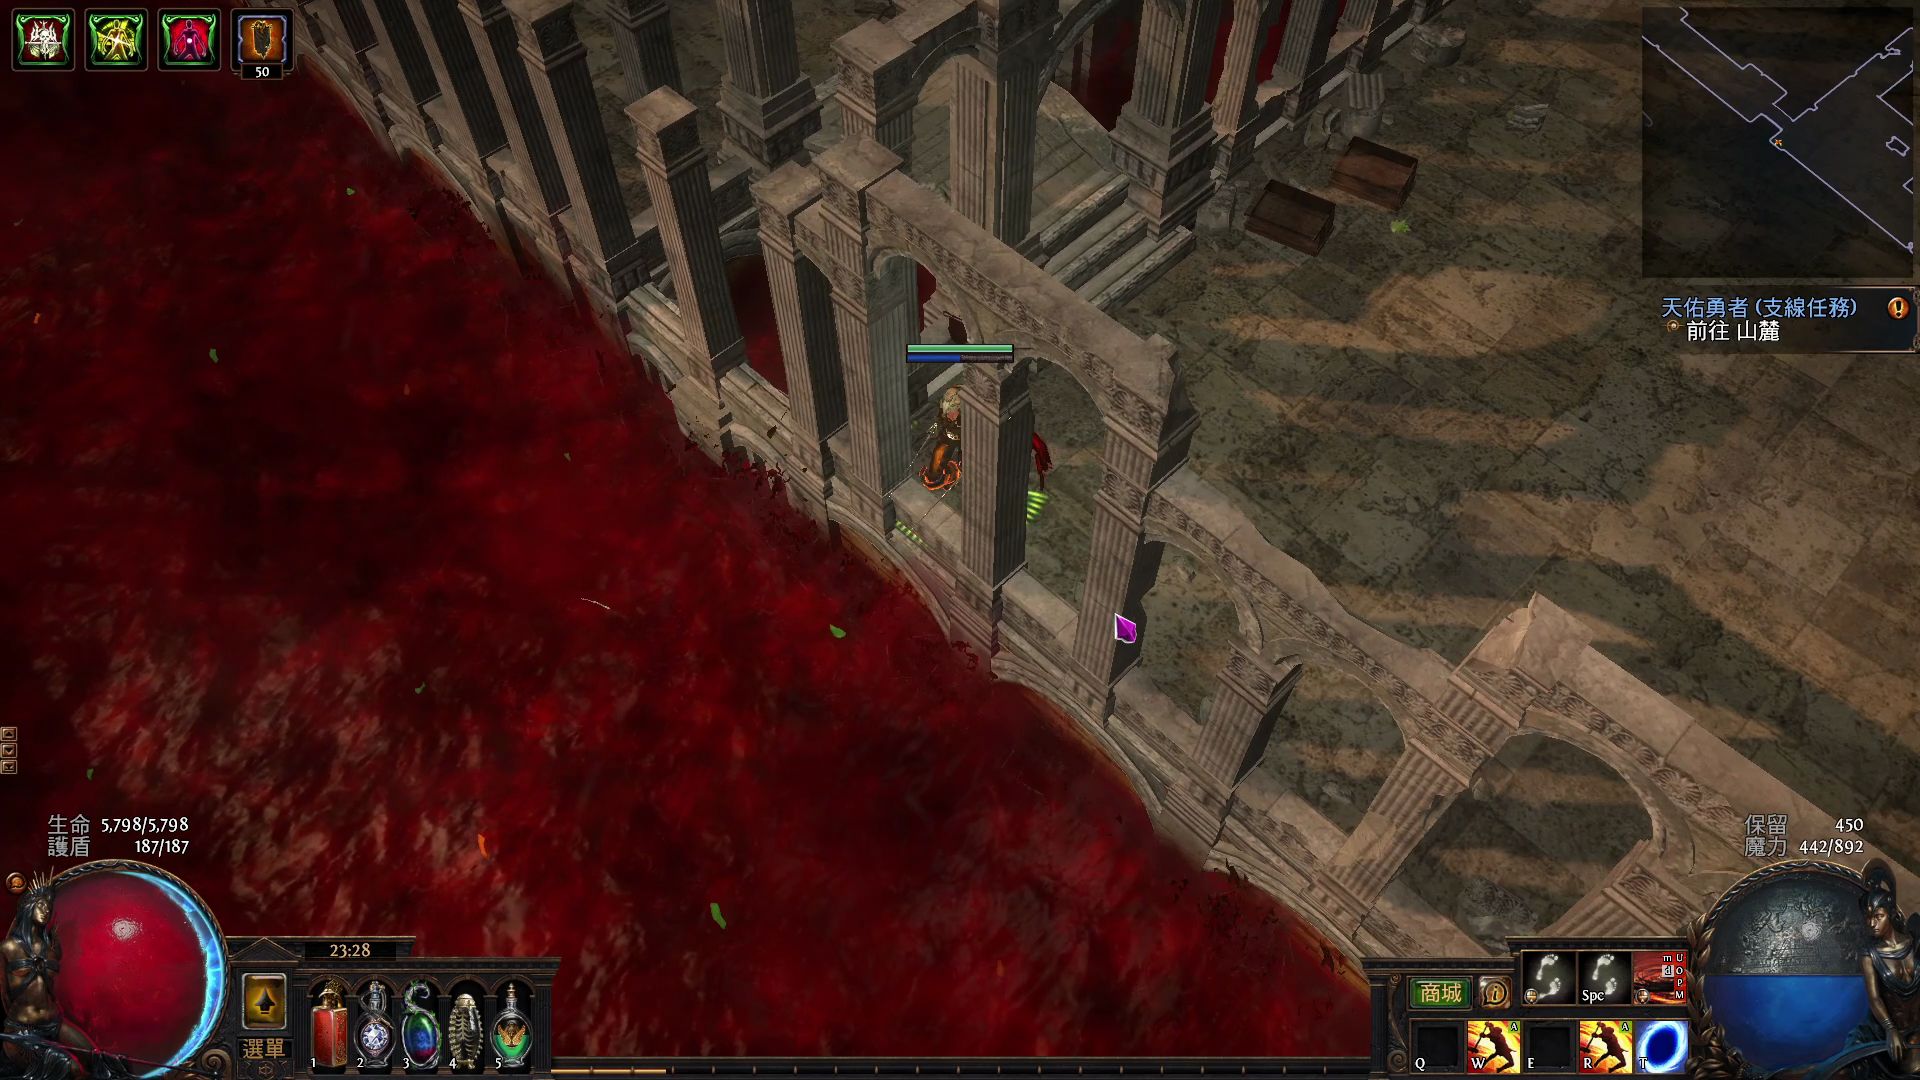 50
天佑勇者 (支線任務)
前往 山麓
生命 5,798/5,798
護盾 187/187
保留 450
魔力 442/892
23:28
選單
1
2
3
4
5
商城
Spc
m U
d O
P
M
Q
W A
E
R A
T